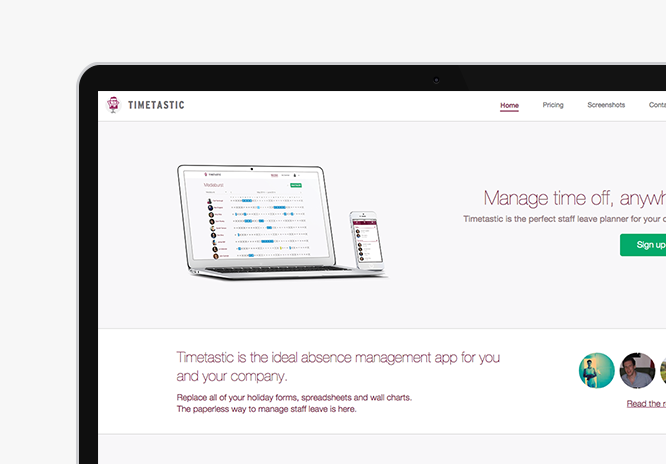 TIMETASTIC
Home
Pricing
Screenshots
Conta
Manage time off, anywh
Timetastic is the perfect staff leave planner for your
Sign up
Timetastic is the ideal absence management app for you
and your company.
Replace all of your holiday forms, spreadsheets and wall charts.
The paperless way to manage staff leave is here.
Read the